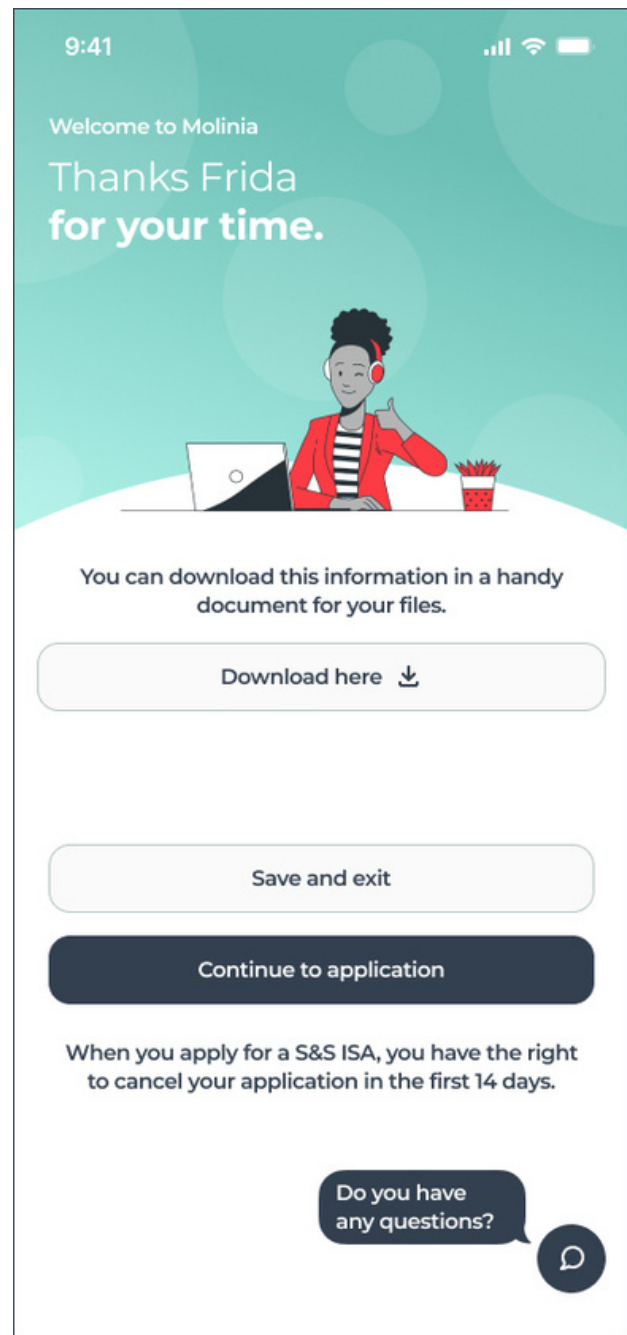 9:41
Welcome to Molinia
Thanks Frida
for your time.
You can download this information in a handy
document for your files.
Download here
Save and exit
Continue to application
When you apply for a S&S ISA, you have the right
to cancel your application in the first 14 days.
Do you have
any questions?